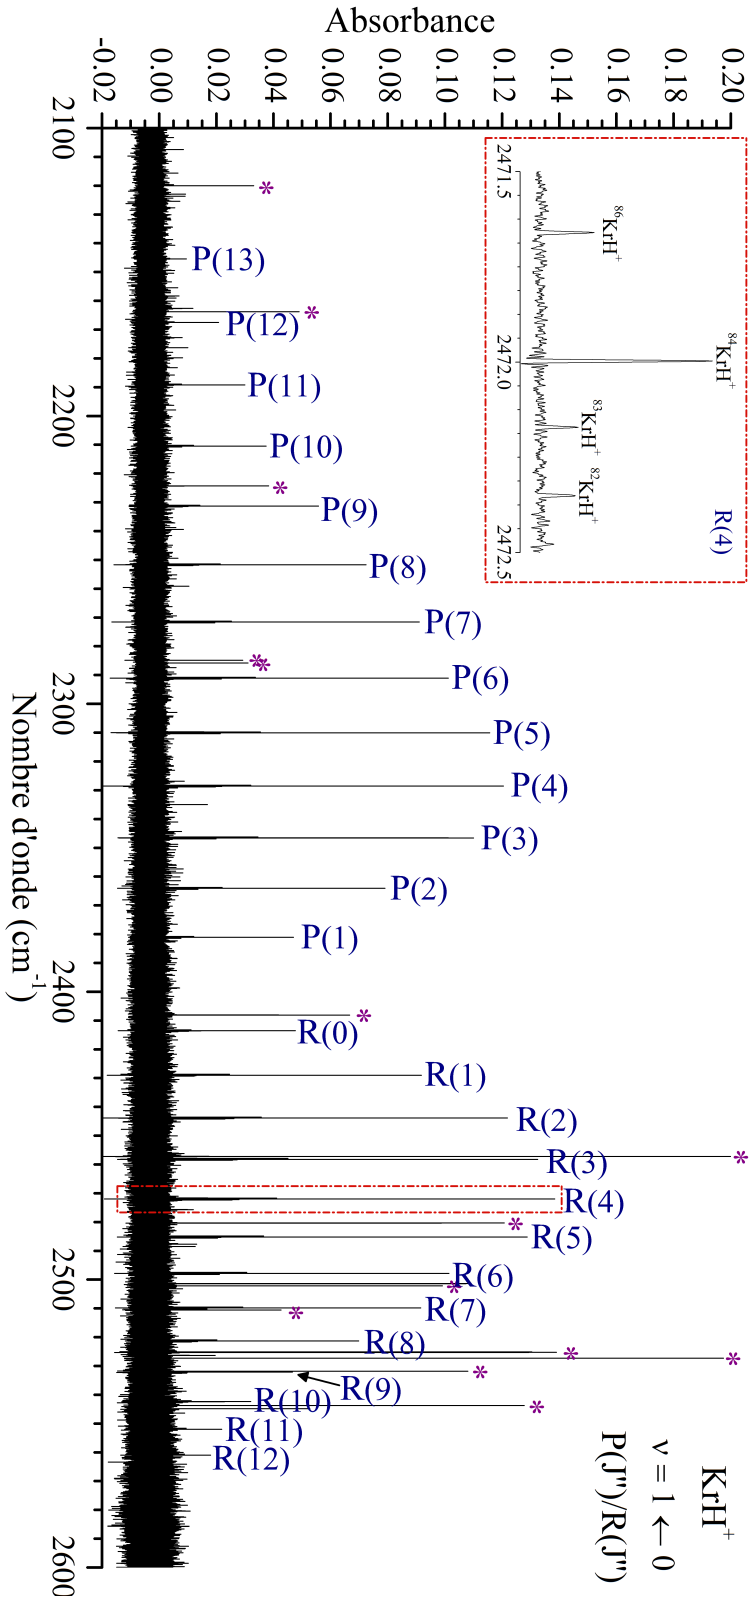 Absorbance
-0.02
0.00
0.02
0.04
0.06
0.08
0.10
0.12
0.14
0.16
0.18
0.20
KrH⁺
ν = 1 ← 0
P(J")/R(J")
R(4)
⁸⁶KrH⁺
⁸⁴KrH⁺
⁸³KrH⁺
⁸²KrH⁺
2471.5
2472.0
2472.5
*
P(13)
*
P(12)
P(11)
P(10)
*
P(9)
P(8)
P(7)
*
*
P(6)
P(5)
P(4)
P(3)
P(2)
P(1)
*
R(0)
R(1)
R(2)
*
R(3)
R(4)
*
R(5)
R(6)
*
R(7)
*
R(8)
*
*
*
R(9)
R(10)
*
R(11)
R(12)
2100
2200
2300
2400
2500
2600
Nombre d'onde (cm⁻¹)